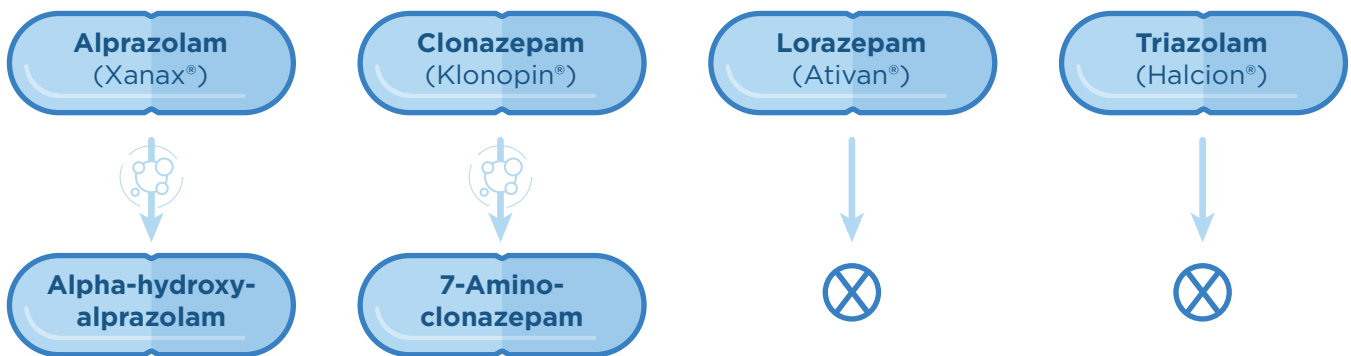 Alprazolam
(Xanax®)
Clonazepam
(Klonopin®)
Lorazepam
(Ativan®)
Triazolam
(Halcion®)
Alpha-hydroxy-
alprazolam
7-Amino-
clonazepam